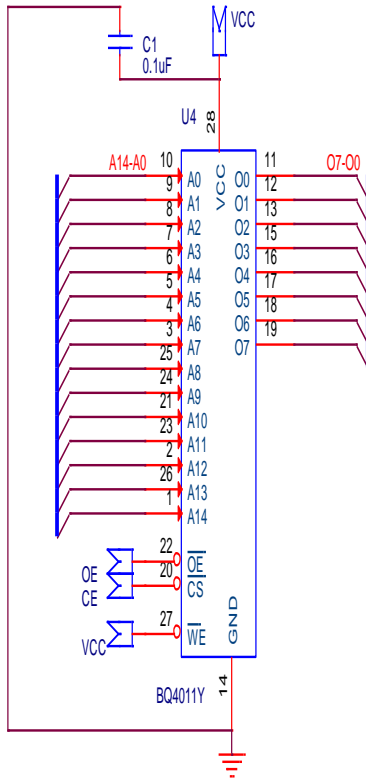 VCC
C1
0.1uF
U4
28
A14-A0
O7-O0
VCC
10 A0 O0 11
9 A1 O1 12
8 A2 O2 13
7 A3 O3 15
6 A4 O4 16
5 A5 O5 17
4 A6 O6 18
3 A7 O7 19
25 A8
24 A9
21 A10
23 A11
2 A12
26 A13
1 A14
OE 22 OE
CE 20 CS
VCC 27 WE
GND
14
BQ4011Y